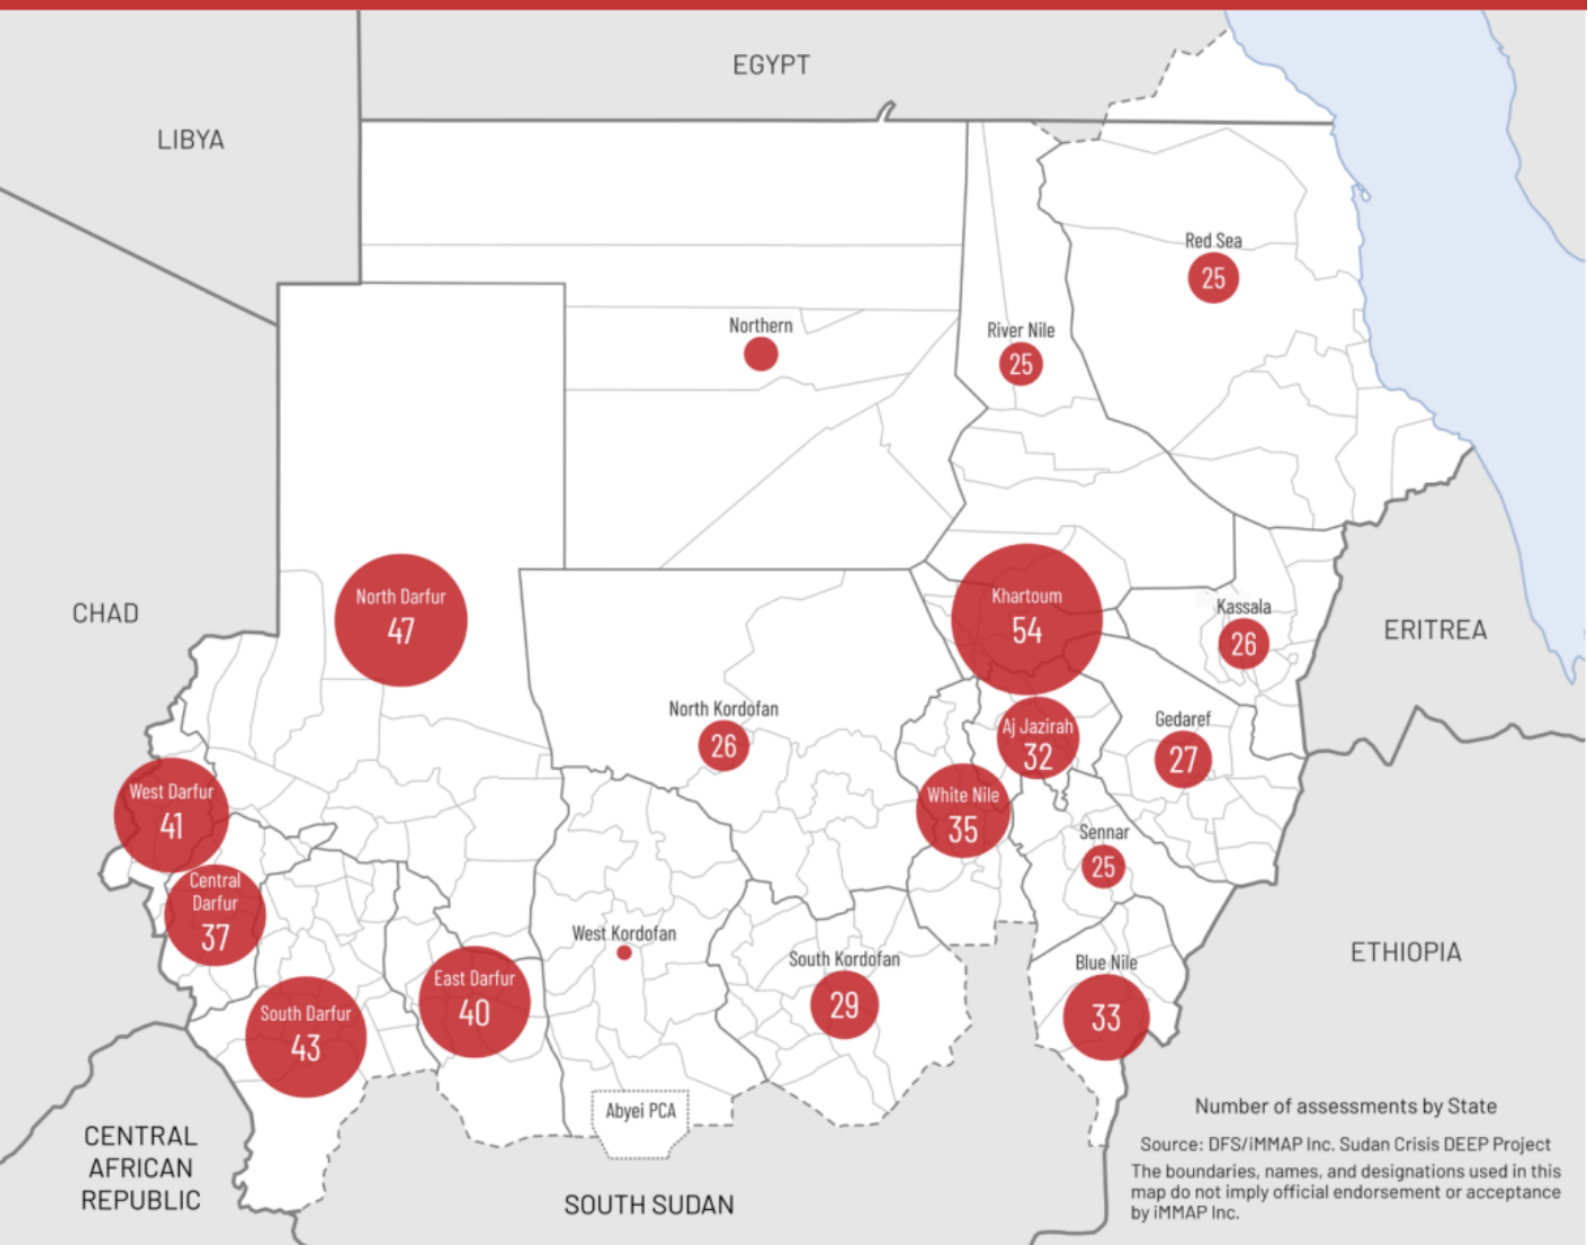 EGYPT
LIBYA
Red Sea
25
Northern
River Nile
25
North Darfur
47
Khartoum
54
CHAD
Kassala
26
ERITREA
North Kordofan
26
Aj Jazirah
32
Gedaref
27
West Darfur
41
White Nile
35
Sennar
25
Central
Darfur
37
West Kordofan
South Kordofan
29
Blue Nile
33
ETHIOPIA
East Darfur
40
South Darfur
43
Abyei PCA
CENTRAL
AFRICAN
REPUBLIC
SOUTH SUDAN
Number of assessments by State
Source: DFS/iMMAP Inc. Sudan Crisis DEEP Project
The boundaries, names, and designations used in this
map do not imply official endorsement or acceptance
by iMMAP Inc.